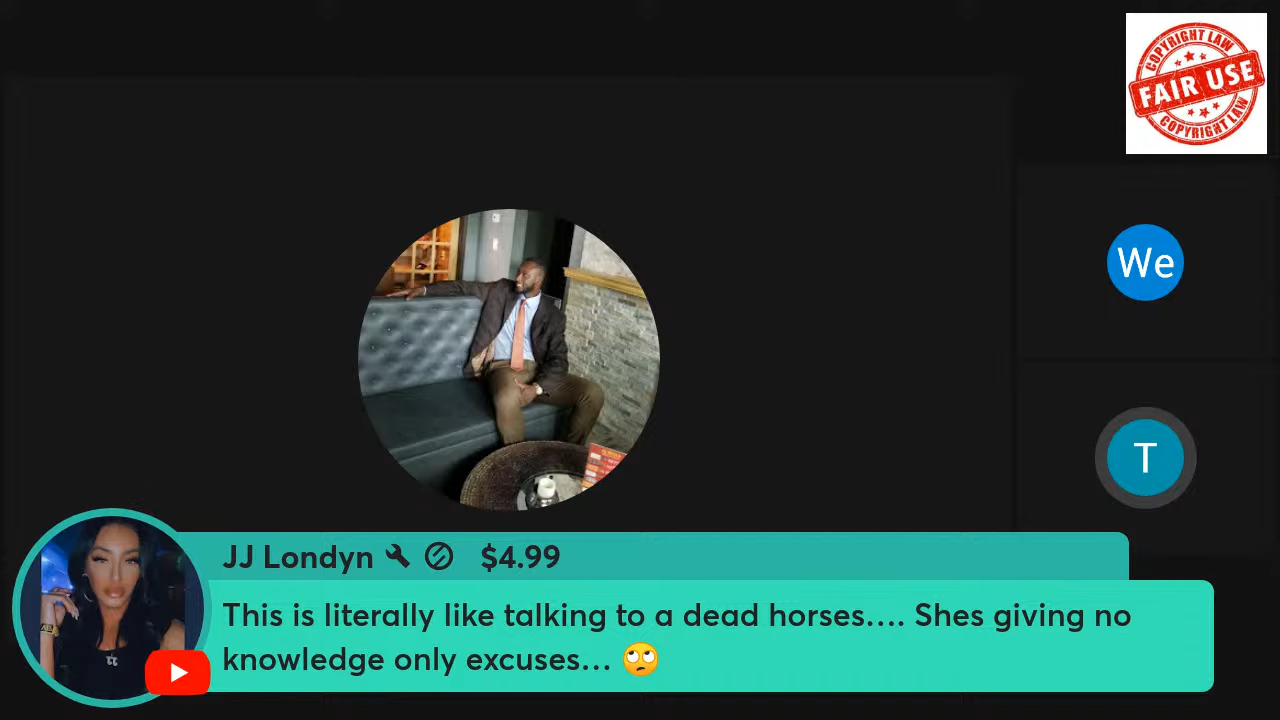 COPYRIGHT LAW
FAIR USE
COPYRIGHT LAW
We
T
JJ Londyn $4.99
This is literally like talking to a dead horses.... Shes giving no
knowledge only excuses... 🙄